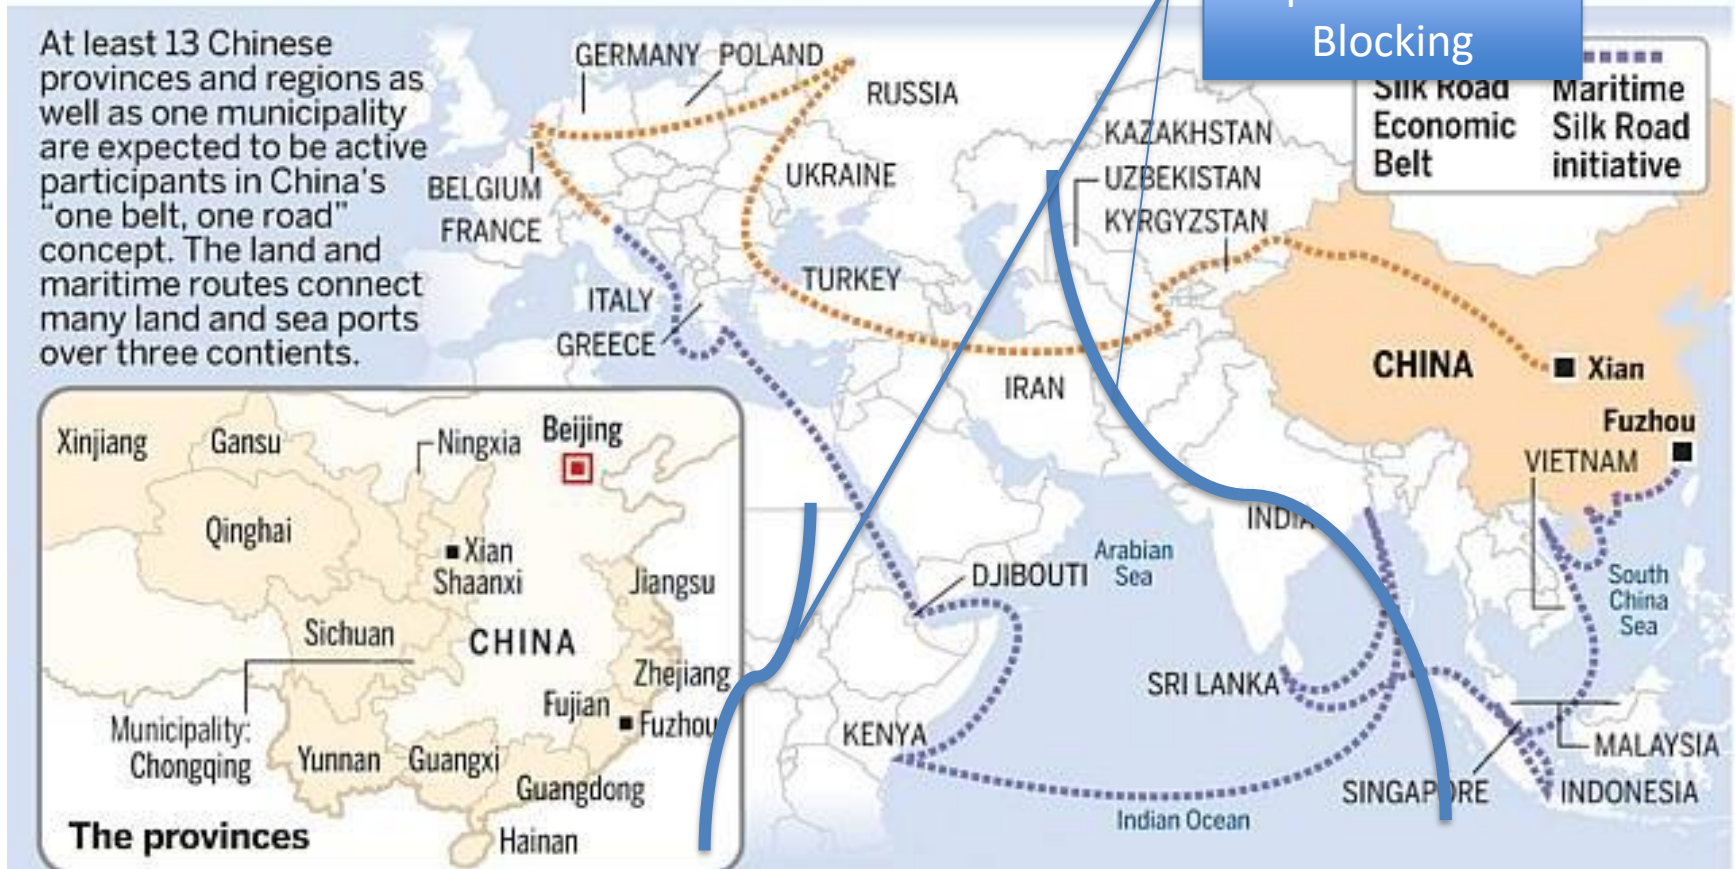 At least 13 Chinese
provinces and regions as
well as one municipality
are expected to be active
participants in China's
"one belt, one road"
concept. The land and
maritime routes connect
many land and sea ports
over three contients.
Blocking
Silk Road
Economic
Belt
Maritime
Silk Road
initiative
GERMANY
POLAND
RUSSIA
KAZAKHSTAN
UZBEKISTAN
KYRGYZSTAN
UKRAINE
BELGIUM
FRANCE
TURKEY
ITALY
GREECE
IRAN
CHINA
Xian
Fuzhou
VIETNAM
INDIA
Arabian
Sea
DJIBOUTI
South
China
Sea
SRI LANKA
KENYA
MALAYSIA
SINGAPORE
INDONESIA
Indian Ocean
Xinjiang
Gansu
Ningxia
Beijing
Qinghai
Xian
Shaanxi
Jiangsu
Sichuan
CHINA
Zhejiang
Fujian
Fuzhou
Municipality:
Chongqing
Yunnan
Guangxi
Guangdong
Hainan
The provinces